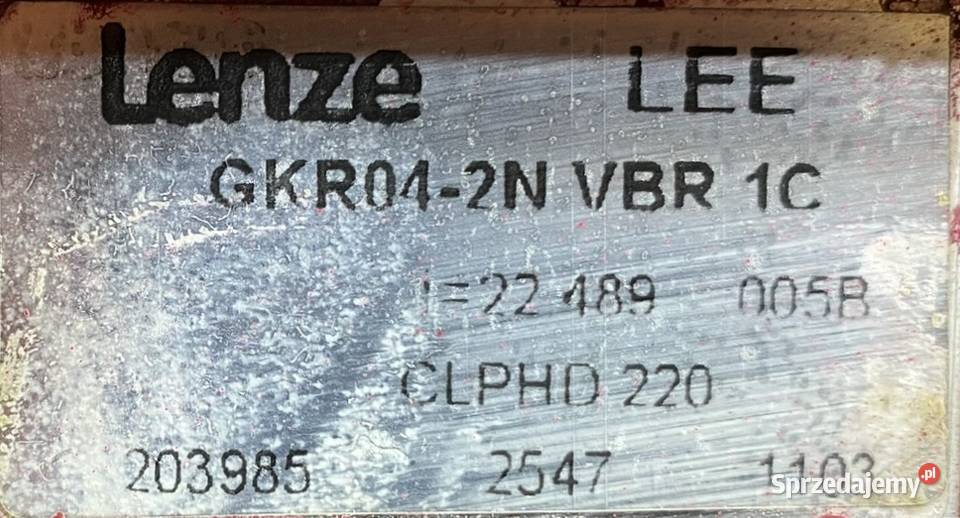 Lenze LEE
GKR04-2N VBR 1C
i=22 489 005B
CLPHD 220
203985 2547 1103
Sprzedajemy .pl